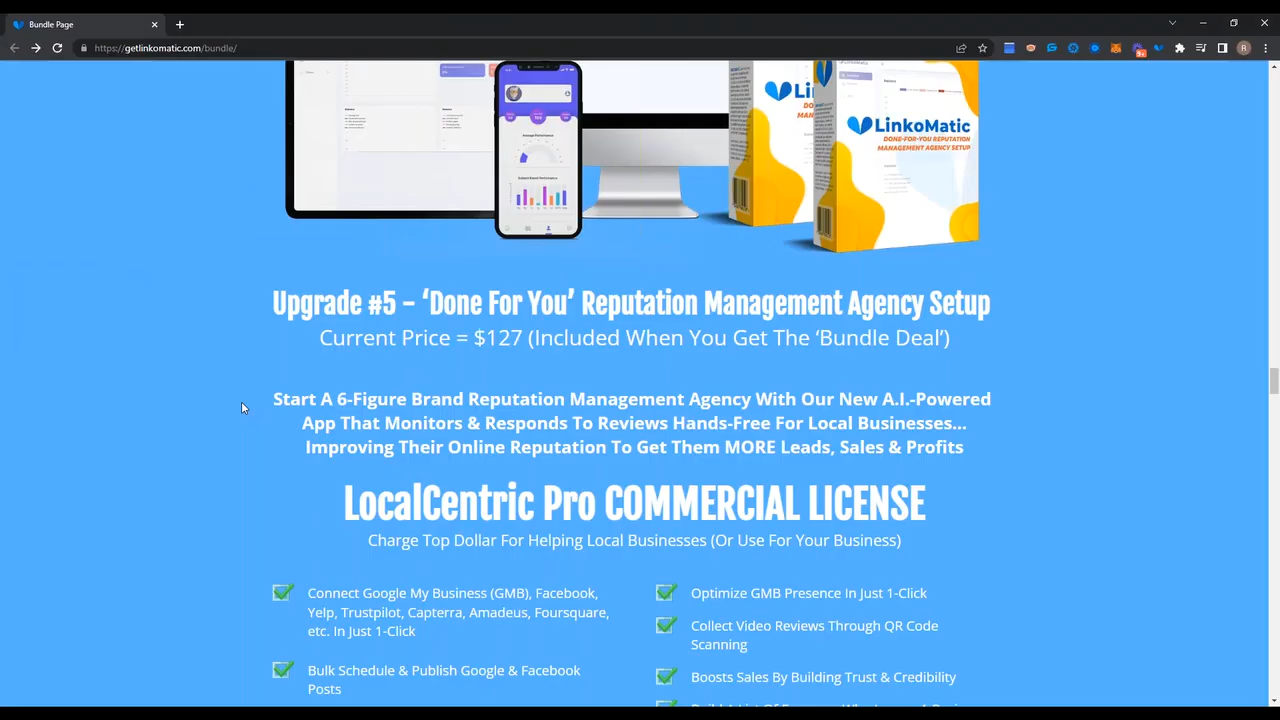 Bundle Page
https://getlinkomatic.com/bundle/
R
LinkoMatic
DONE-FOR-YOU REPUTATION
MANAGEMENT AGENCY SETUP
Upgrade #5 – ‘Done For You’ Reputation Management Agency Setup
Current Price = $127 (Included When You Get The ‘Bundle Deal’)
Start A 6-Figure Brand Reputation Management Agency With Our New A.I.-Powered
App That Monitors & Responds To Reviews Hands-Free For Local Businesses...
Improving Their Online Reputation To Get Them MORE Leads, Sales & Profits
LocalCentric Pro COMMERCIAL LICENSE
Charge Top Dollar For Helping Local Businesses (Or Use For Your Business)
Connect Google My Business (GMB), Facebook,
Yelp, Trustpilot, Capterra, Amadeus, Foursquare,
etc. In Just 1-Click
Bulk Schedule & Publish Google & Facebook
Posts
Optimize GMB Presence In Just 1-Click
Collect Video Reviews Through QR Code
Scanning
Boosts Sales By Building Trust & Credibility